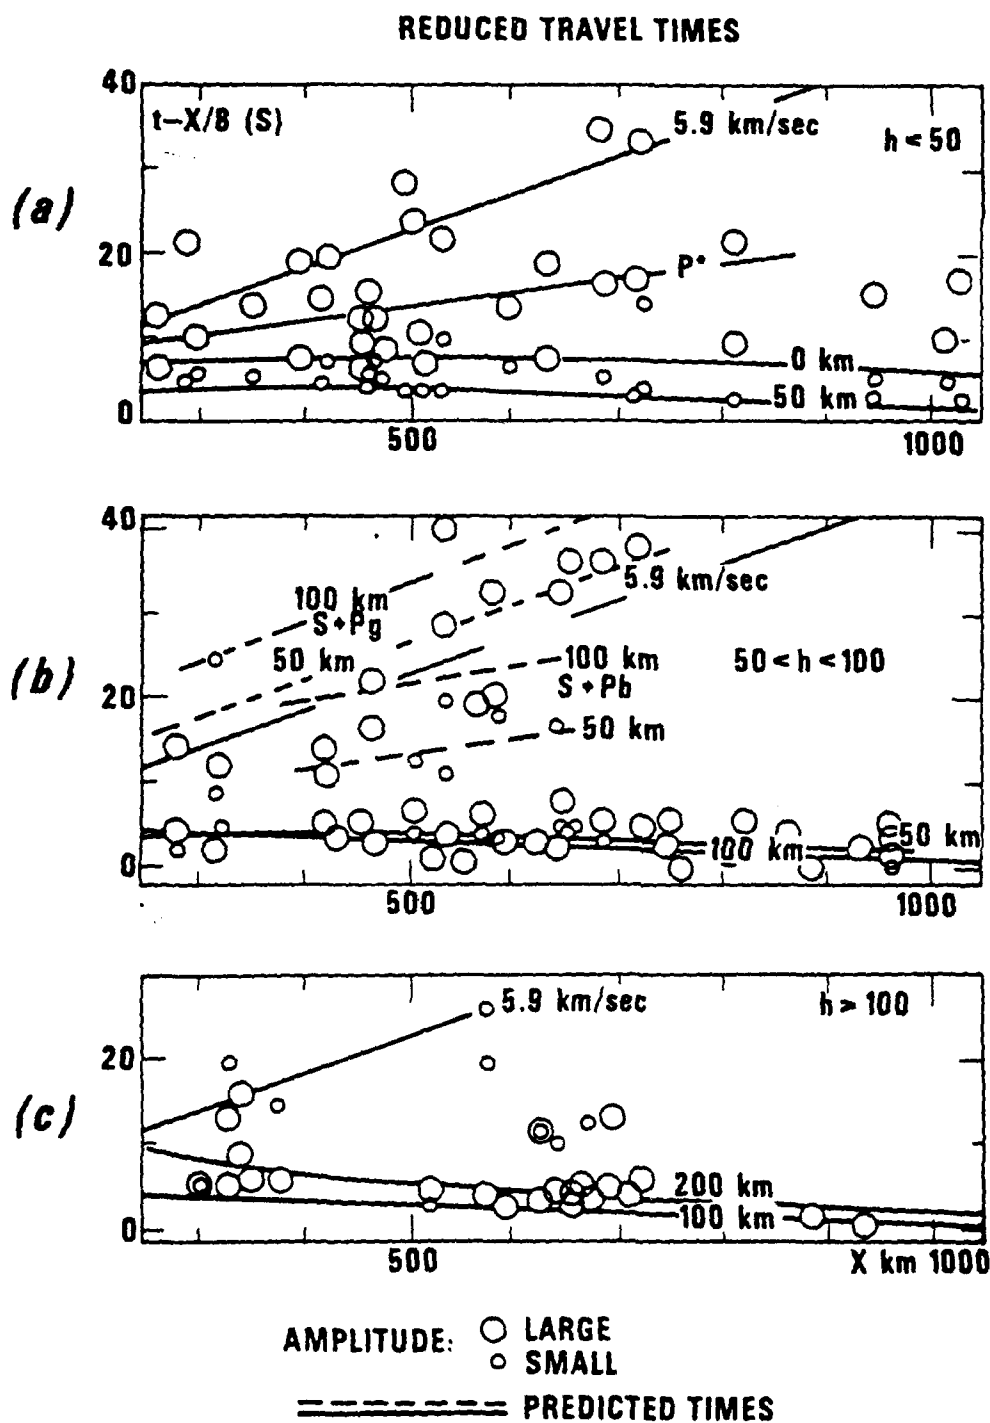 REDUCED TRAVEL TIMES
(a)
40
t-X/8 (S)
5.9 km/sec
h < 50
20
P*
0 km
50 km
0
500
1000
(b)
40
100 km
S+Pg
50 km
5.9 km/sec
100 km
S+Pb
50 < h < 100
20
50 km
50 km
100 km
0
500
1000
(c)
5.9 km/sec
h > 100
20
200 km
100 km
0
500
X km 1000
AMPLITUDE: LARGE
SMALL
PREDICTED TIMES